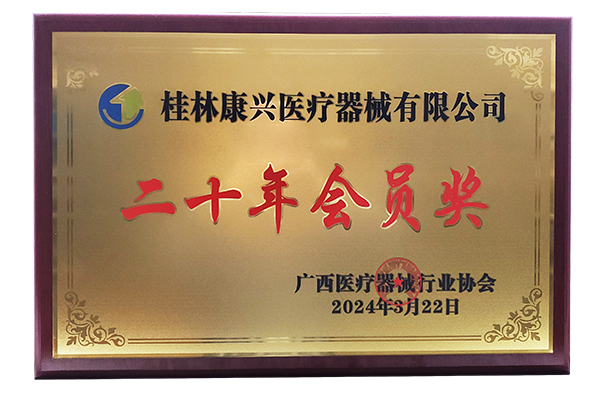 桂林康兴医疗器械有限公司
二十年会员奖
广西医疗器械行业协会
2024年3月22日